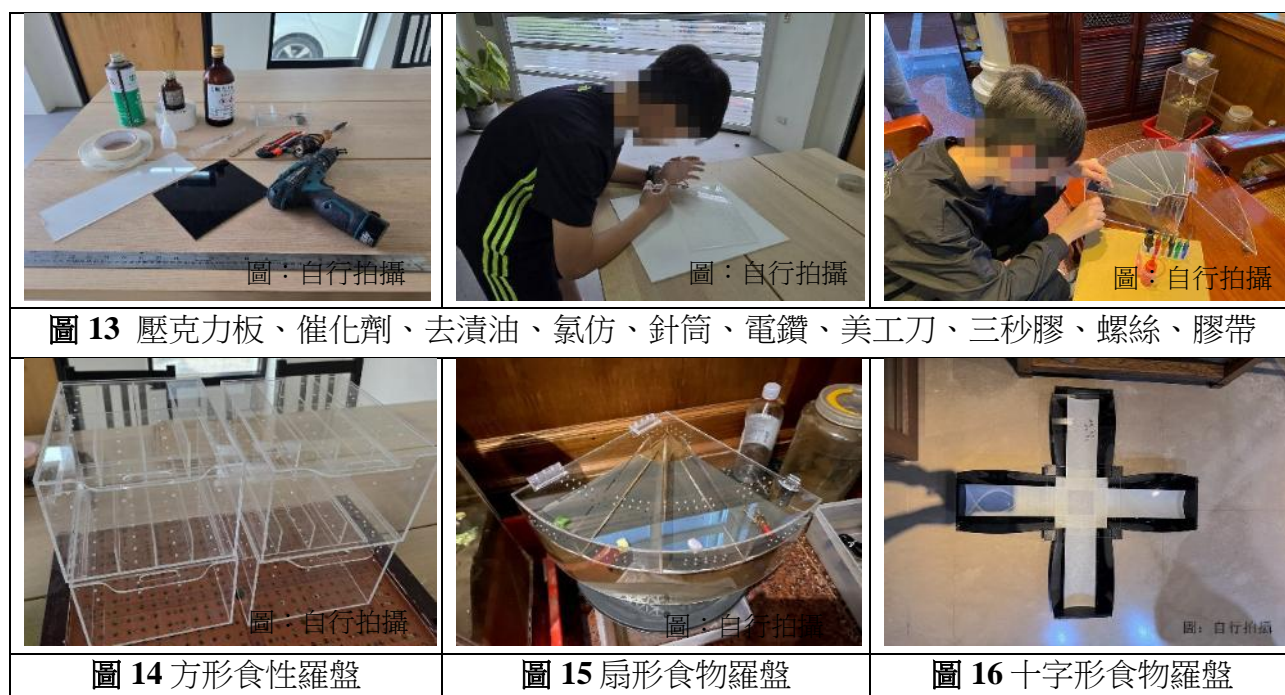 圖：自行拍攝
圖：自行拍攝
圖：自行拍攝
圖 13 壓克力板、催化劑、去漬油、氯仿、針筒、電鑽、美工刀、三秒膠、螺絲、膠帶
圖：自行拍攝
圖：自行拍攝
圖：自行拍攝
圖 14 方形食性羅盤
圖 15 扇形食物羅盤
圖 16 十字形食物羅盤